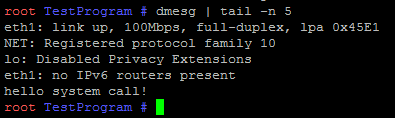 root TestProgram # dmesg | tail -n 5
eth1: link up, 100Mbps, full-duplex, lpa 0x45E1
NET: Registered protocol family 10
lo: Disabled Privacy Extensions
eth1: no IPv6 routers present
hello system call!
root TestProgram #